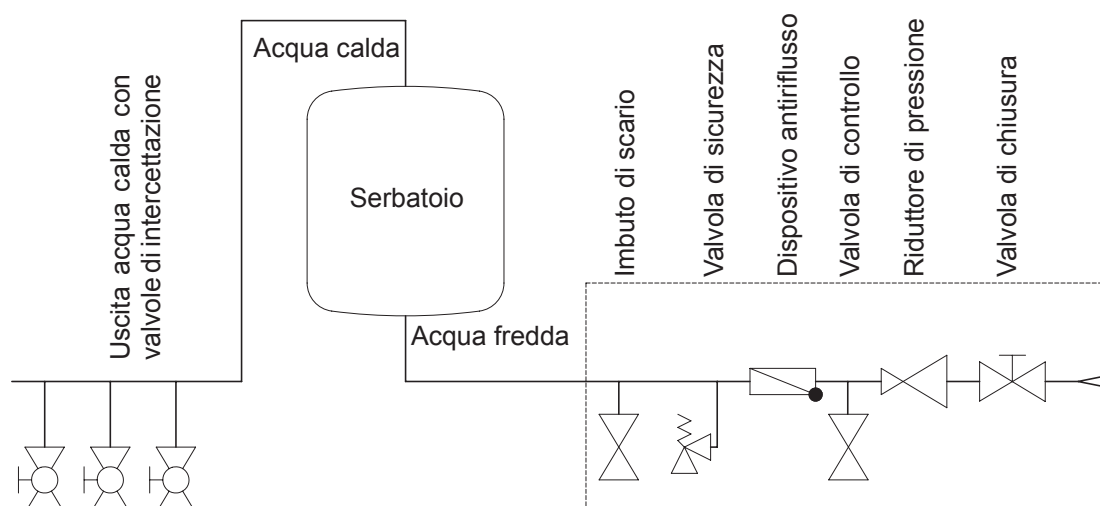 Uscita acqua calda con
valvole di intercettazione
Acqua calda
Serbatoio
Acqua fredda
Imbuto di scario
Valvola di sicurezza
Dispositivo antiriflusso
Valvola di controllo
Riduttore di pressione
Valvola di chiusura